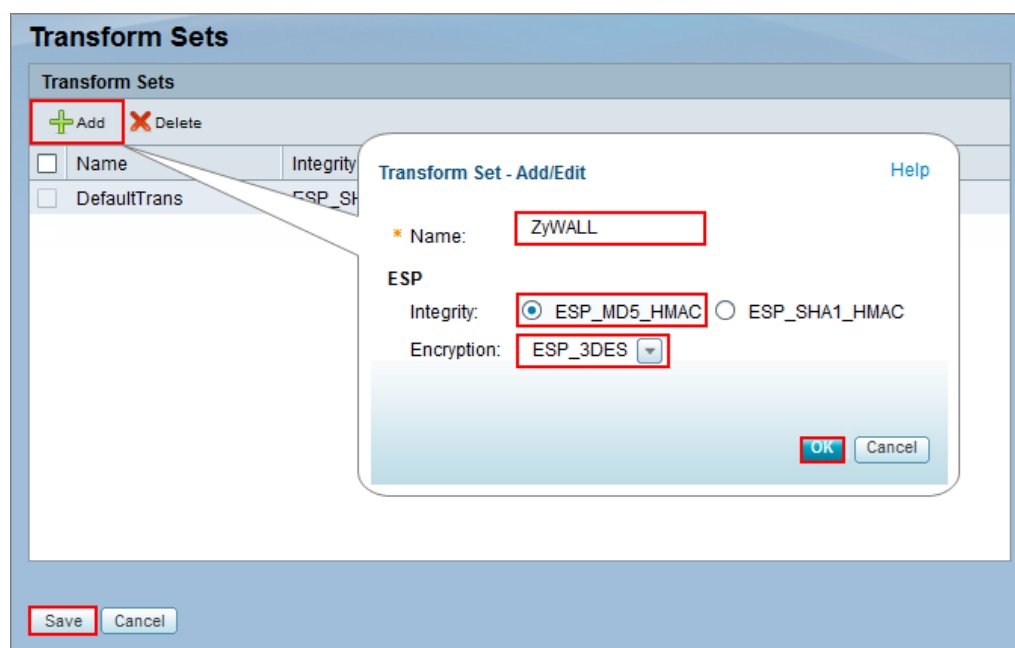 Transform Sets
Transform Sets
Add Delete
Name Integrity
DefaultTrans
Transform Set - Add/Edit Help
* Name: ZyWALL
ESP
Integrity: ESP_MD5_HMAC ESP_SHA1_HMAC
Encryption: ESP_3DES
OK Cancel
Save Cancel